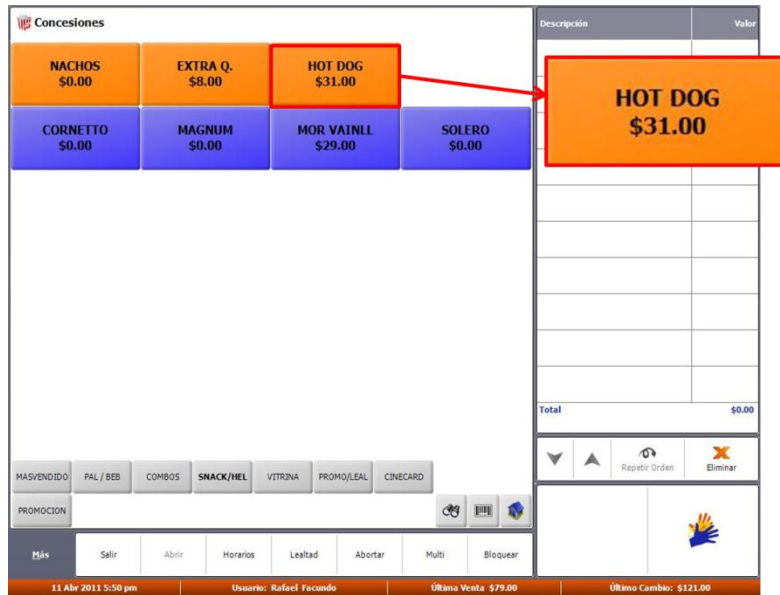 Concesiones
Descripción Valor
NACHOS
$0.00
EXTRA Q.
$8.00
HOT DOG
$31.00
HOT DOG
$31.00
CORNETTO
$0.00
MAGNUM
$0.00
MOR VAINLL
$29.00
SOLERO
$0.00
Total $0.00
MASVENDIDO PAL / BEB COMBOS SNACK/HEL VITRINA PROMO/LEAL CINECARD
Repetir Orden Eliminar
PROMOCION
Más Salir Abrir Horarios Lealtad Abortar Multi Bloquear
11 Abr 2011 5:50 pm Usuario: Rafael Facundo Última Venta $79.00 Último Cambio: $121.00